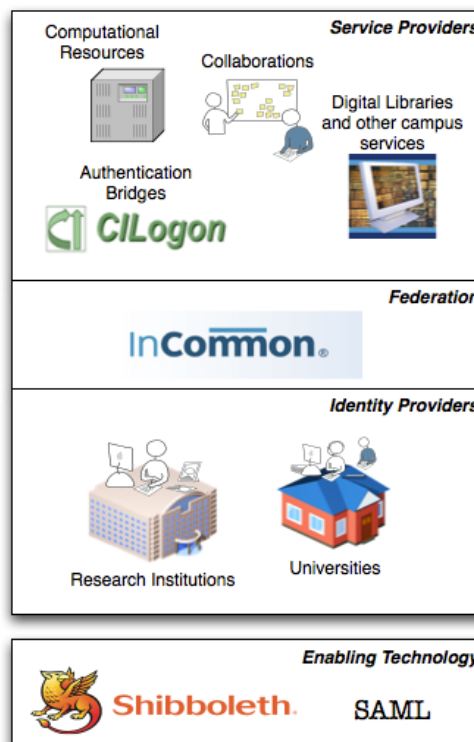 Service Providers
Computational
Resources
Collaborations
Digital Libraries
and other campus
services
Authentication
Bridges
CILogon
Federation
InCommon®
Identity Providers
Research Institutions
Universities
Enabling Technology
Shibboleth.
SAML